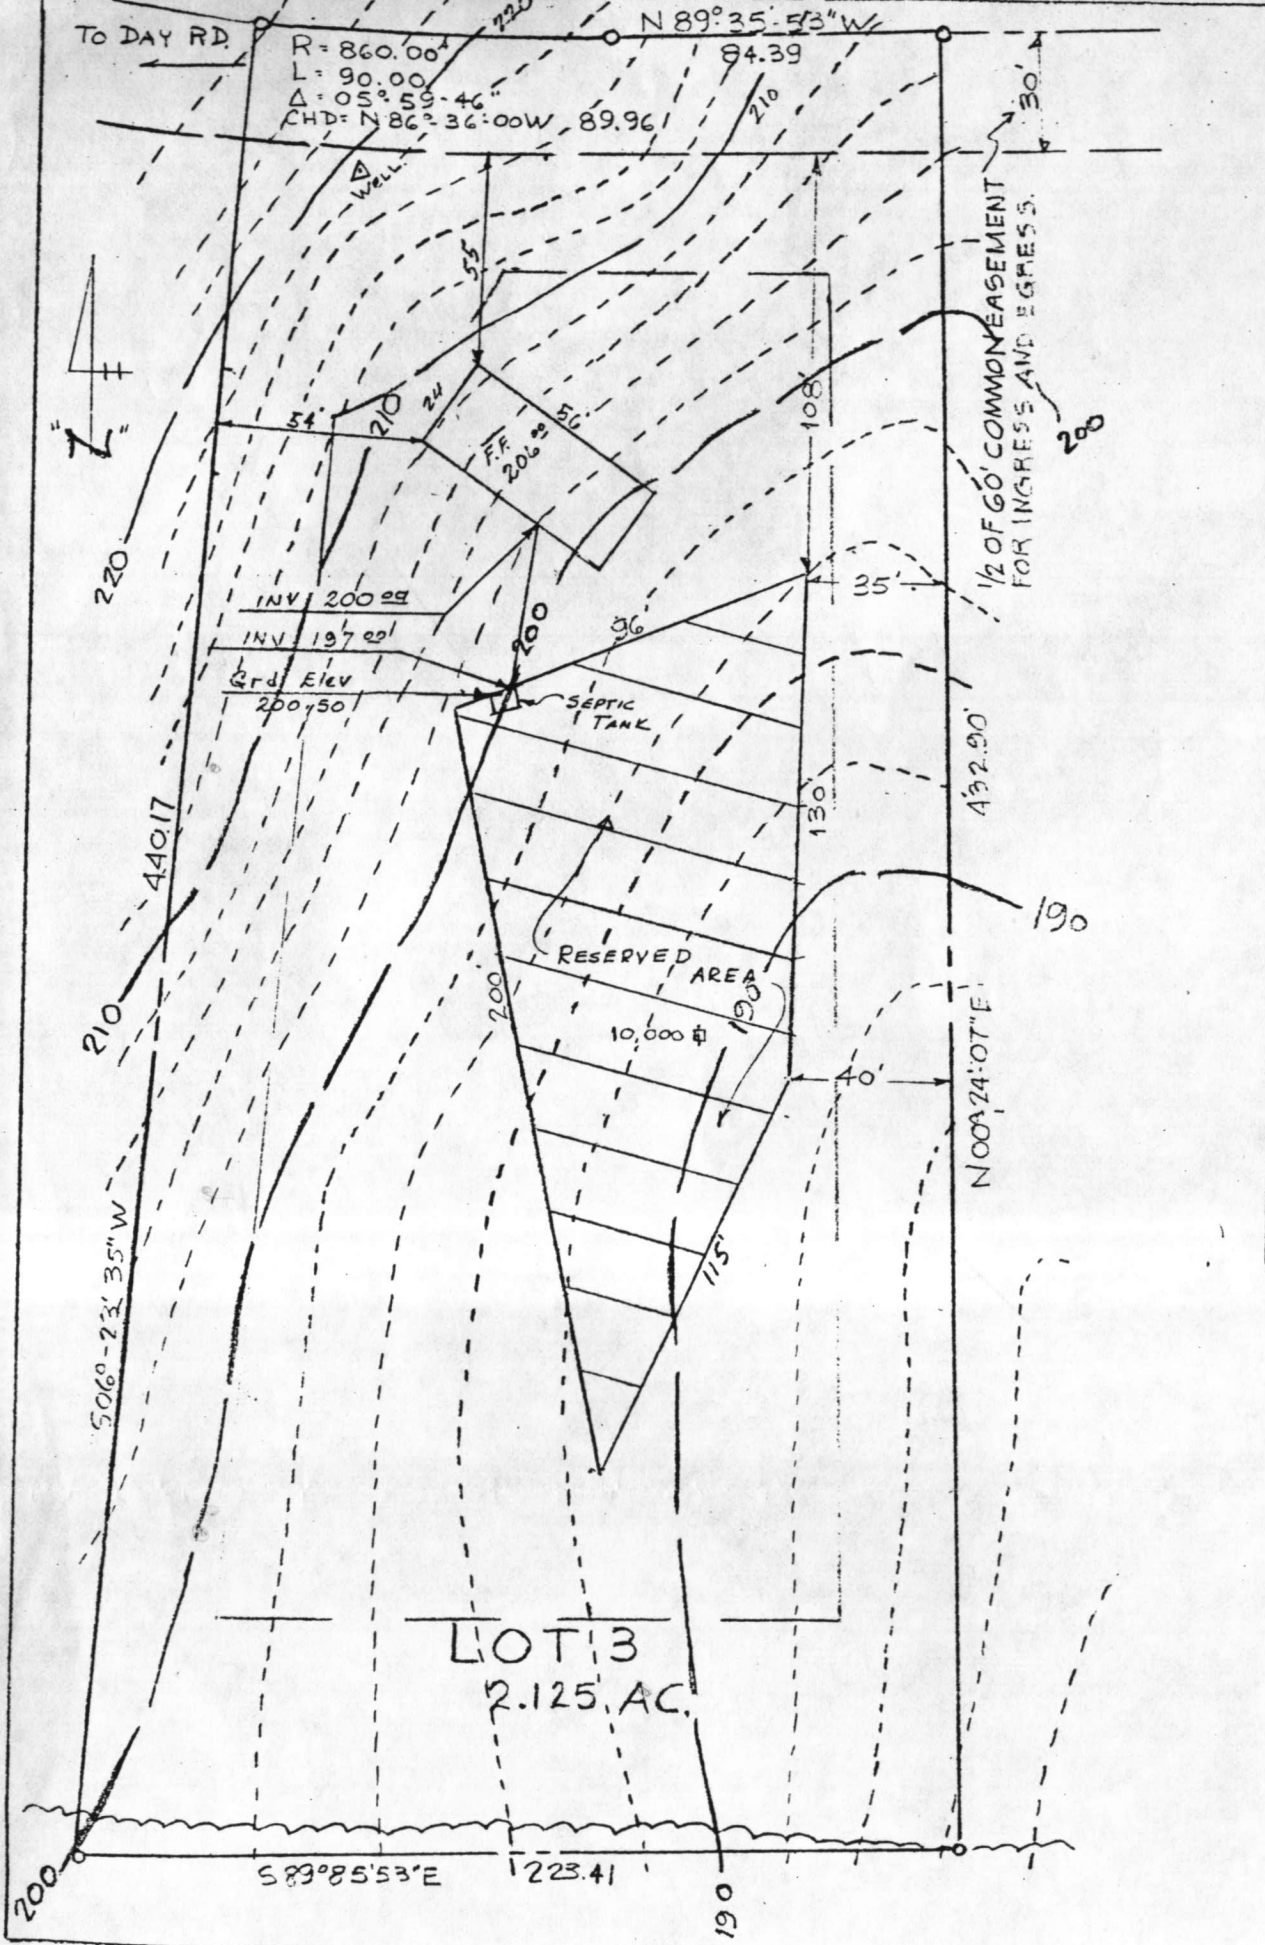 TO DAY RD.
R = 860.00'
L = 90.00
Δ = 05°-59-46"
CHD = N 86°-36-00W 89.96
220
N 89°35'-53"W
84.39
210
30'
Well
1/2 OF 60' COMMON EASEMENT
FOR INGRESS AND EGRESS.
200
"Z"
55'
54'
210
24'
56'
F.F.
206.00
108'
220
INV 200.00
INV 197.00'
Grd. Elev
200.50
200
96
35'
SEPTIC
TANK
440.17
130'
432.90'
190
RESERVED
AREA
10,000
190
200'
210
40'
N00°24'-07"E
S06°-23' 35" W
115'
LOT 3
2.125 AC.
200
S89°85'53"E
223.41
190